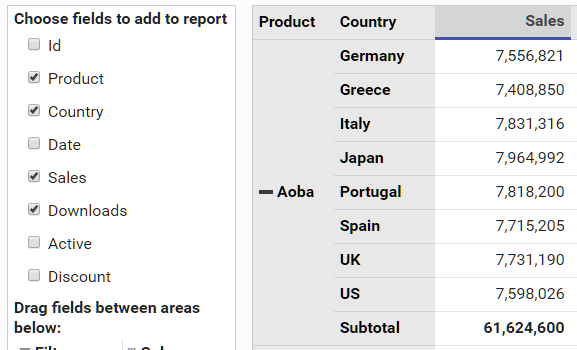 Choose fields to add to report
Id
Product
Country
Date
Sales
Downloads
Active
Discount
Drag fields between areas
below:
Product Country Sales
Germany 7,556,821
Greece 7,408,850
Italy 7,831,316
Japan 7,964,992
Aoba Portugal 7,818,200
Spain 7,715,205
UK 7,731,190
US 7,598,026
Subtotal 61,624,600